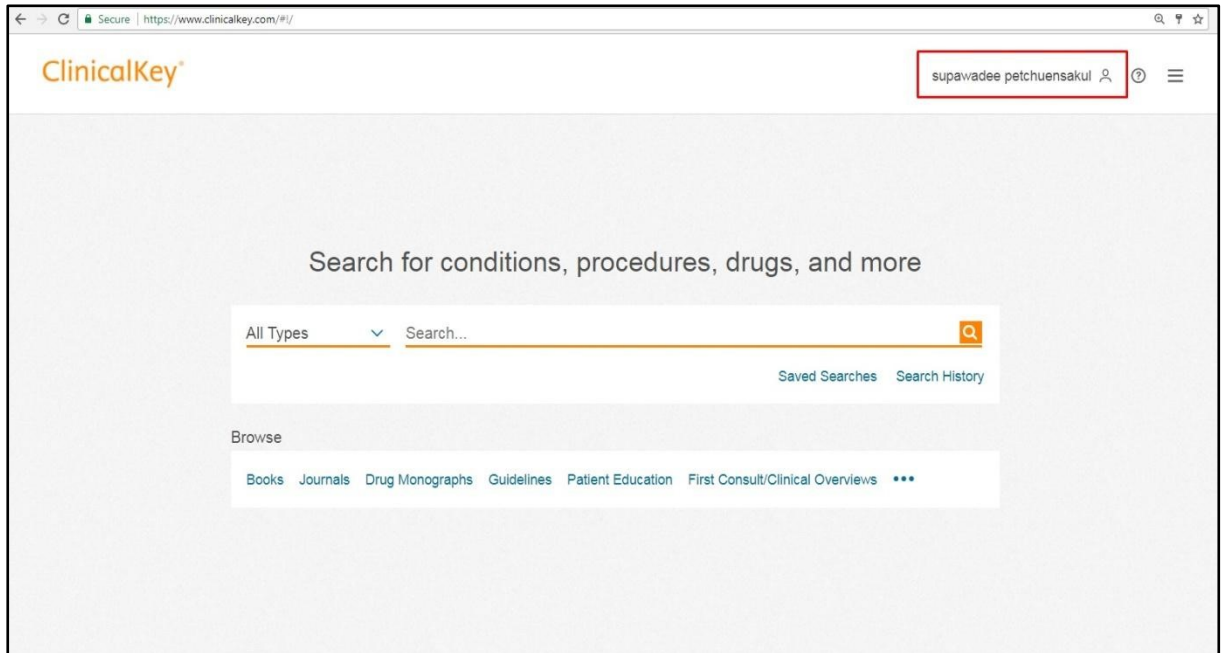 Secure | https://www.clinicalkey.com/#!/
ClinicalKey®
supawadee petchuensakul
Search for conditions, procedures, drugs, and more
All Types Search...
Saved Searches Search History
Browse
Books Journals Drug Monographs Guidelines Patient Education First Consult/Clinical Overviews •••